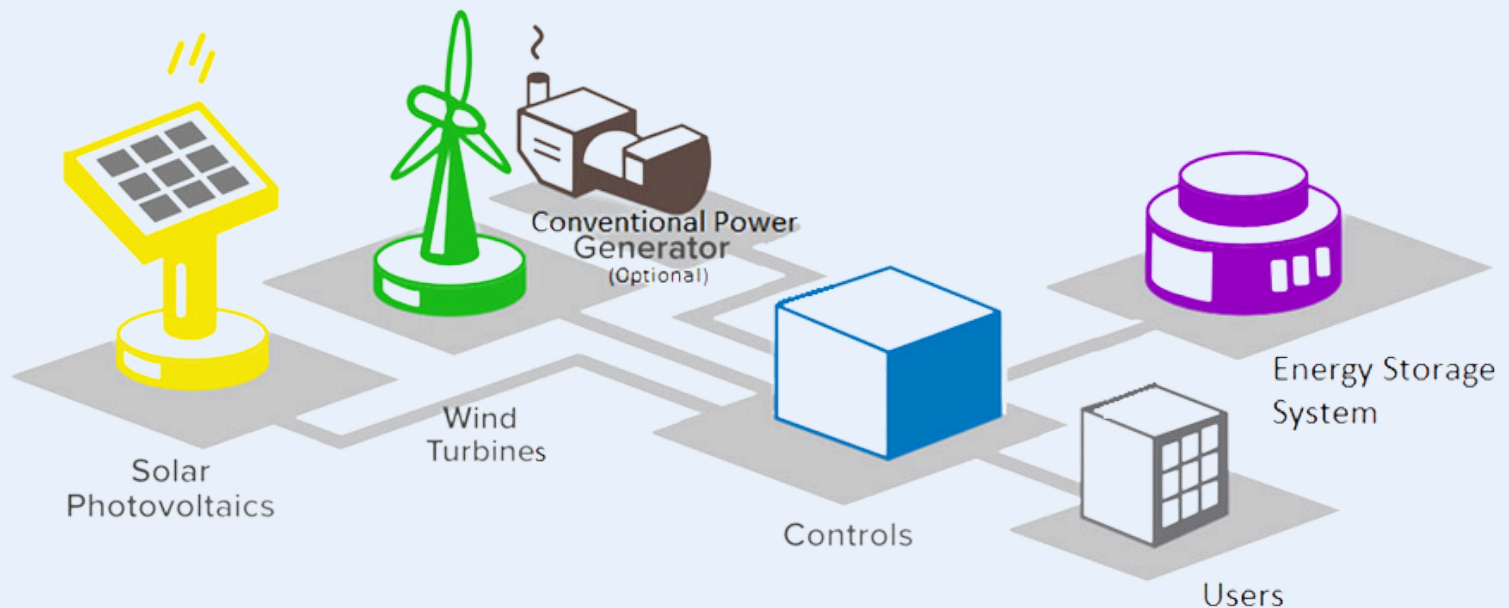 Conventional Power
Generator
(Optional)
Energy Storage
System
Wind
Turbines
Solar
Photovoltaics
Controls
Users